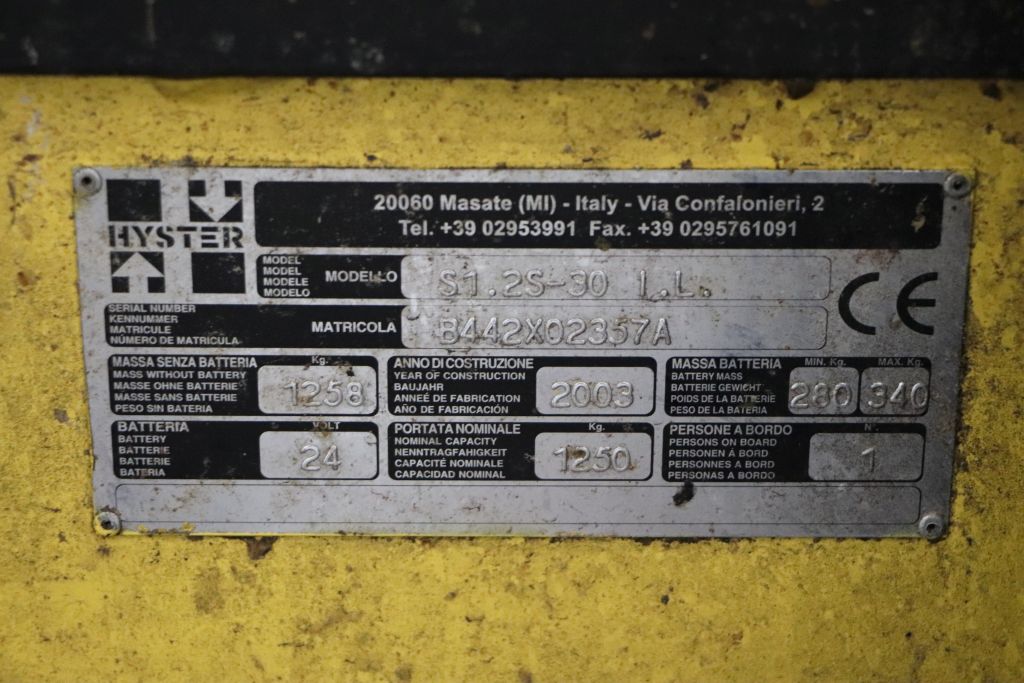 HYSTER
20060 Masate (MI) - Italy - Via Confalonieri, 2
Tel. +39 02953991 Fax. +39 0295761091
MODEL
MODEL
MODELE
MODELO
MODELLO
S1.2S-30 I.L.
CE
SERIAL NUMBER
KENNUMMER
MATRICULE
NÚMERO DE MATRICULA
MATRICOLA
B442X02357A
MASSA SENZA BATTERIA
MASS WITHOUT BATTERY
MASSE OHNE BATTERIE
MASSE SANS BATTERIE
PESO SIN BATERIA
Kg.
1258
ANNO DI COSTRUZIONE
YEAR OF CONSTRUCTION
BAUJAHR
ANNEÉ DE FABRICATION
AÑO DE FABRICACIÓN
2003
MASSA BATTERIA
BATTERY MASS
BATTERIE GEWICHT
POIDS DE LA BATTERIE
PESO DE LA BATERIA
MIN. Kg.
280
MAX. Kg.
340
BATTERIA
BATTERY
BATTERIE
BATTERIE
BATERIA
VOLT
24
PORTATA NOMINALE
NOMINAL CAPACITY
NENNTRAGFAHIGKEIT
CAPACITÉ NOMINALE
CAPACIDAD NOMINAL
Kg.
1250
PERSONE A BORDO
PERSONS ON BOARD
PERSONEN Á BORD
PERSONNES A BORD
PERSONAS A BORDO
N°
1